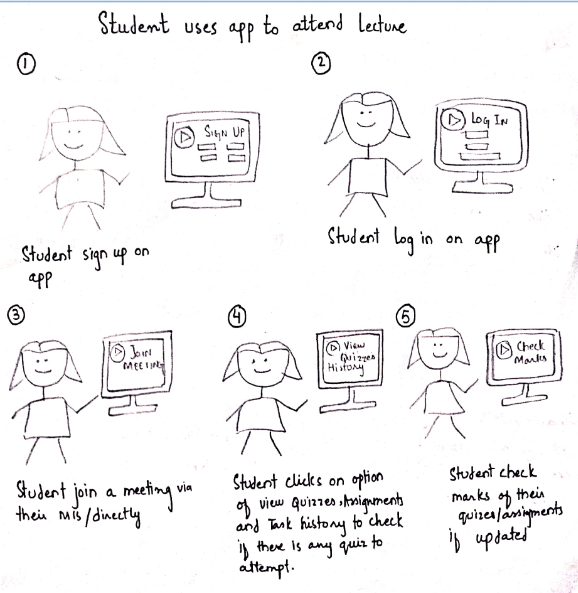 Student uses app to attend Lecture
1
2
SIGN UP
LOG IN
Student sign up on
app
Student Log in on app
3
4
5
JOIN
MEETING
View
Quizzes
History
Check
Marks
Student join a meeting via
their MIS/directly
Student clicks on option
of view Quizzes, Assignments
and Task history to check
if there is any quiz to
attempt.
Student check
marks of their
quizes/assigments
if updated